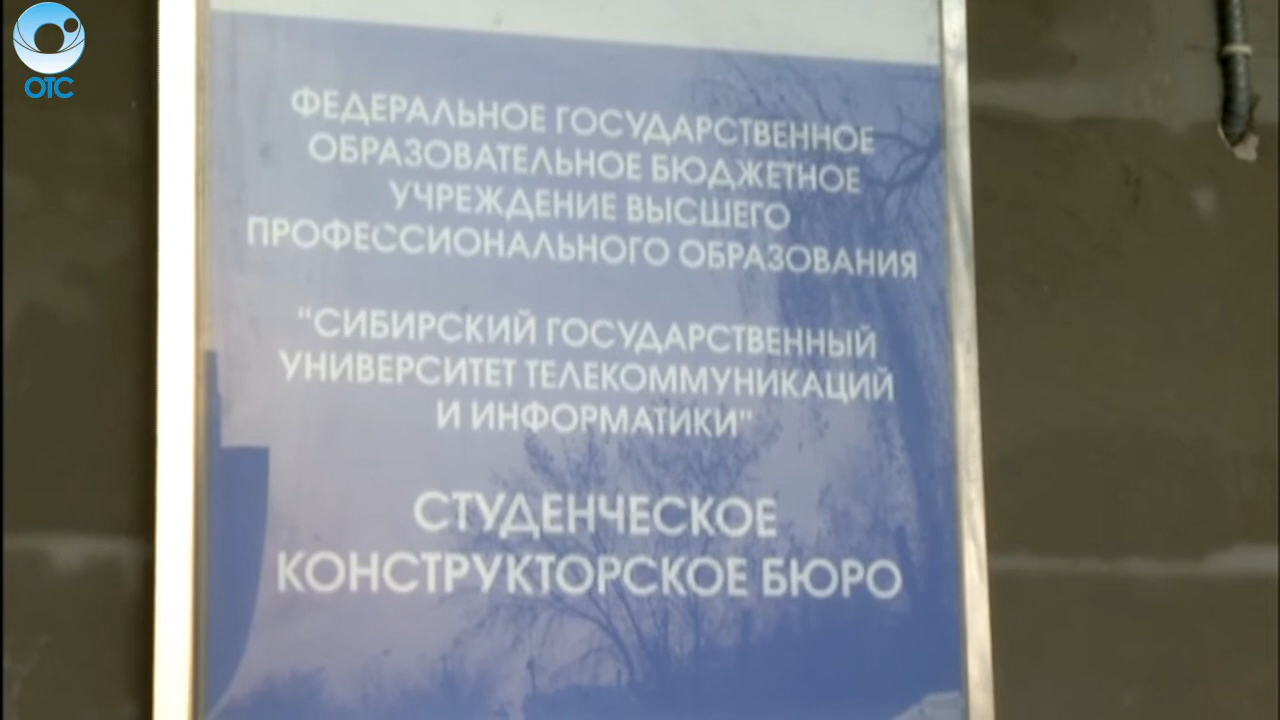 ОТС
ФЕДЕРАЛЬНОЕ ГОСУДАРСТВЕННОЕ
ОБРАЗОВАТЕЛЬНОЕ БЮДЖЕТНОЕ
УЧРЕЖДЕНИЕ ВЫСШЕГО
ПРОФЕССИОНАЛЬНОГО ОБРАЗОВАНИЯ
"СИБИРСКИЙ ГОСУДАРСТВЕННЫЙ
УНИВЕРСИТЕТ ТЕЛЕКОММУНИКАЦИЙ
И ИНФОРМАТИКИ"
СТУДЕНЧЕСКОЕ
КОНСТРУКТОРСКОЕ БЮРО